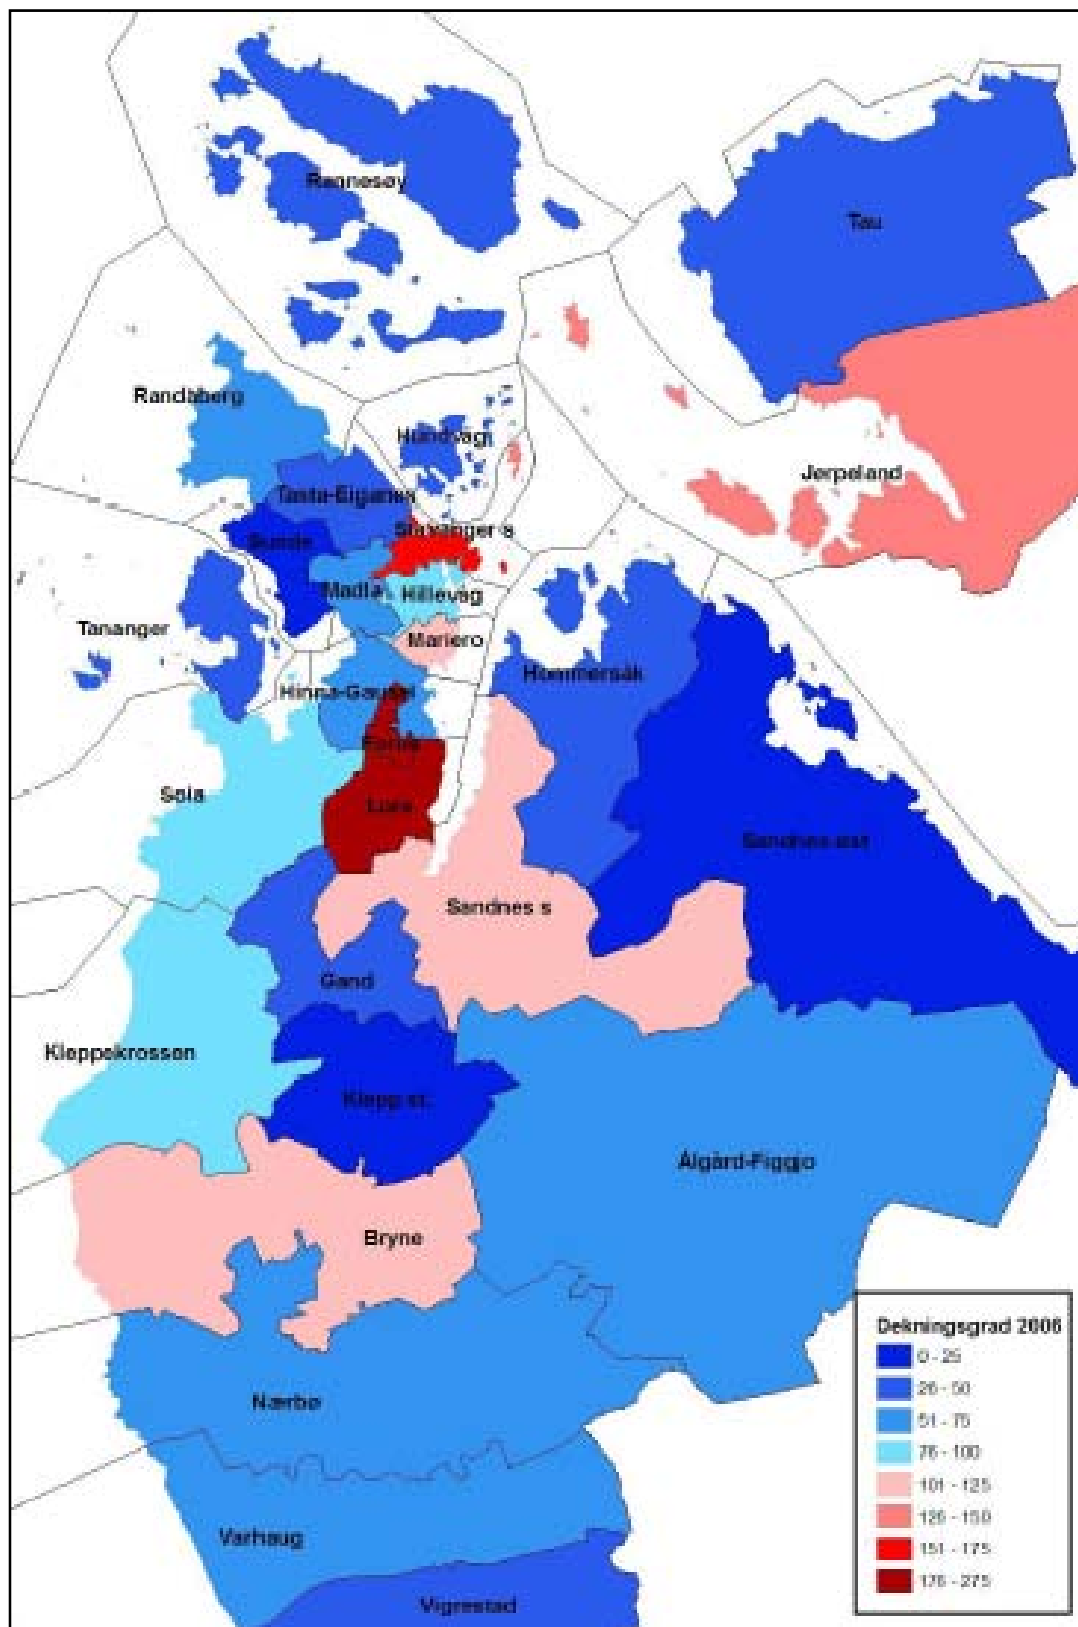 Rennesøy
Tau
Randaberg
Hundvåg
Jørpeland
Tasta-Eiganes
Stavanger s
Sunde
Madla
Hillevåg
Tananger
Mariero
Hommersåk
Hinna-Gausel
Forus
Sola
Lura
Sandnes øst
Sandnes s
Gand
Kleppekrossen
Klepp st.
Ålgård-Figgjo
Bryne
Dekningsgrad 2006
0 - 25
26 - 50
51 - 75
76 - 100
101 - 125
126 - 150
151 - 175
176 - 275
Nærbø
Varhaug
Vigrestad